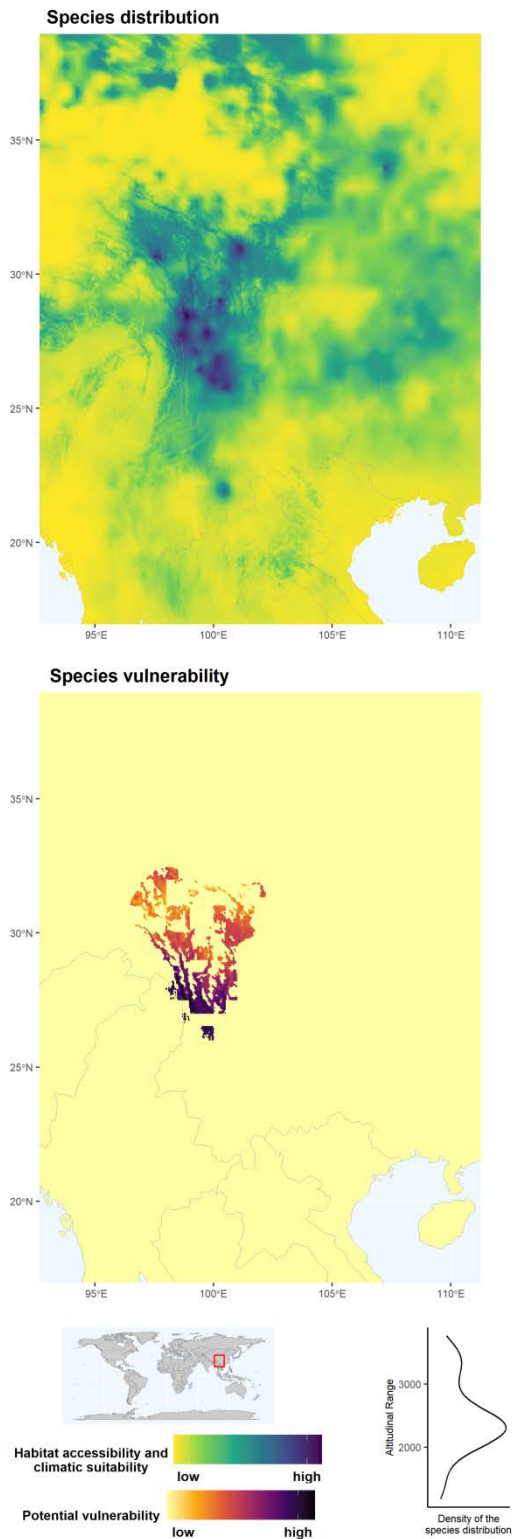 Species distribution
35°N
30°N
25°N
20°N
95°E 100°E 105°E 110°E
Species vulnerability
35°N
30°N
25°N
20°N
95°E 100°E 105°E 110°E
Habitat accessibility and
climatic suitability
low high
Potential vulnerability
low high
Altitudinal Range
3000
2000
Density of the
species distribution